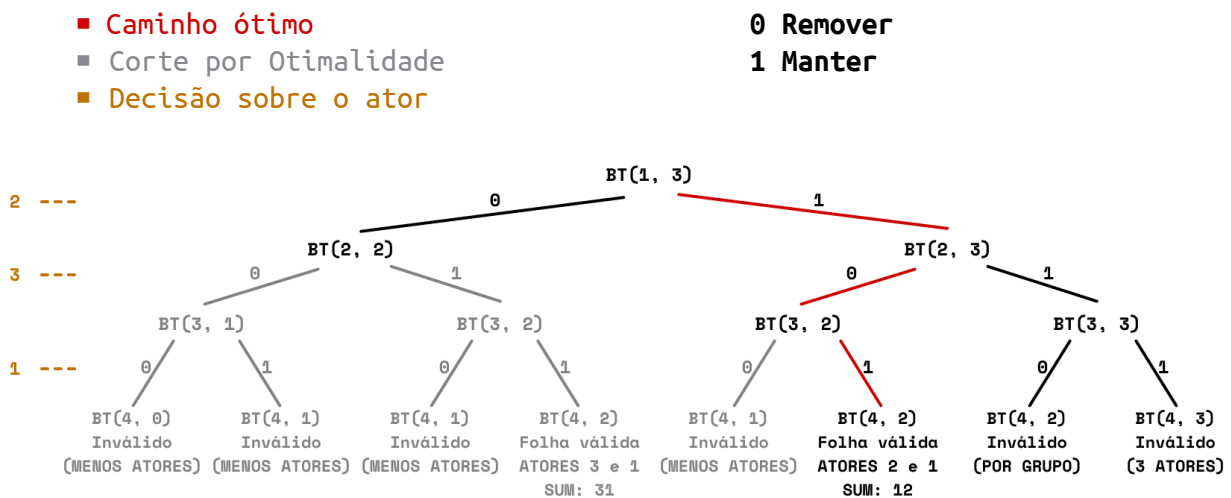 Caminho ótimo
Corte por Otimalidade
Decisão sobre o ator
0 Remover
1 Manter
BT(1, 3)
2 --- 0 1
BT(2, 2) BT(2, 3)
3 --- 0 1 0 1
BT(3, 1) BT(3, 2) BT(3, 2) BT(3, 3)
1 --- 0 1 0 1 0 1 0 1
BT(4, 0) BT(4, 1) BT(4, 1) BT(4, 2) BT(4, 1) BT(4, 2) BT(4, 2) BT(4, 3)
Inválido Inválido Inválido Folha válida Inválido Folha válida Inválido Inválido
(MENOS ATORES) (MENOS ATORES) (MENOS ATORES) ATORES 3 e 1 (MENOS ATORES) ATORES 2 e 1 (POR GRUPO) (3 ATORES)
SUM: 31 SUM: 12